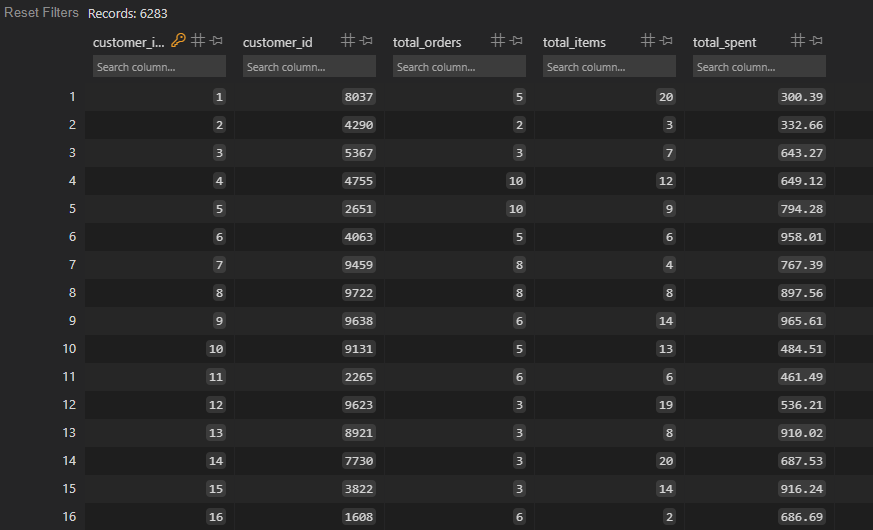 Reset Filters Records: 6283
customer_i... customer_id total_orders total_items total_spent
Search column... Search column... Search column... Search column... Search column...
1 1 8037 5 20 300.39
2 2 4290 2 3 332.66
3 3 5367 3 7 643.27
4 4 4755 10 12 649.12
5 5 2651 10 9 794.28
6 6 4063 5 6 958.01
7 7 9459 8 4 767.39
8 8 9722 8 8 897.56
9 9 9638 6 14 965.61
10 10 9131 5 13 484.51
11 11 2265 6 6 461.49
12 12 9623 3 19 536.21
13 13 8921 3 8 910.02
14 14 7730 3 20 687.53
15 15 3822 3 14 916.24
16 16 1608 6 2 686.69